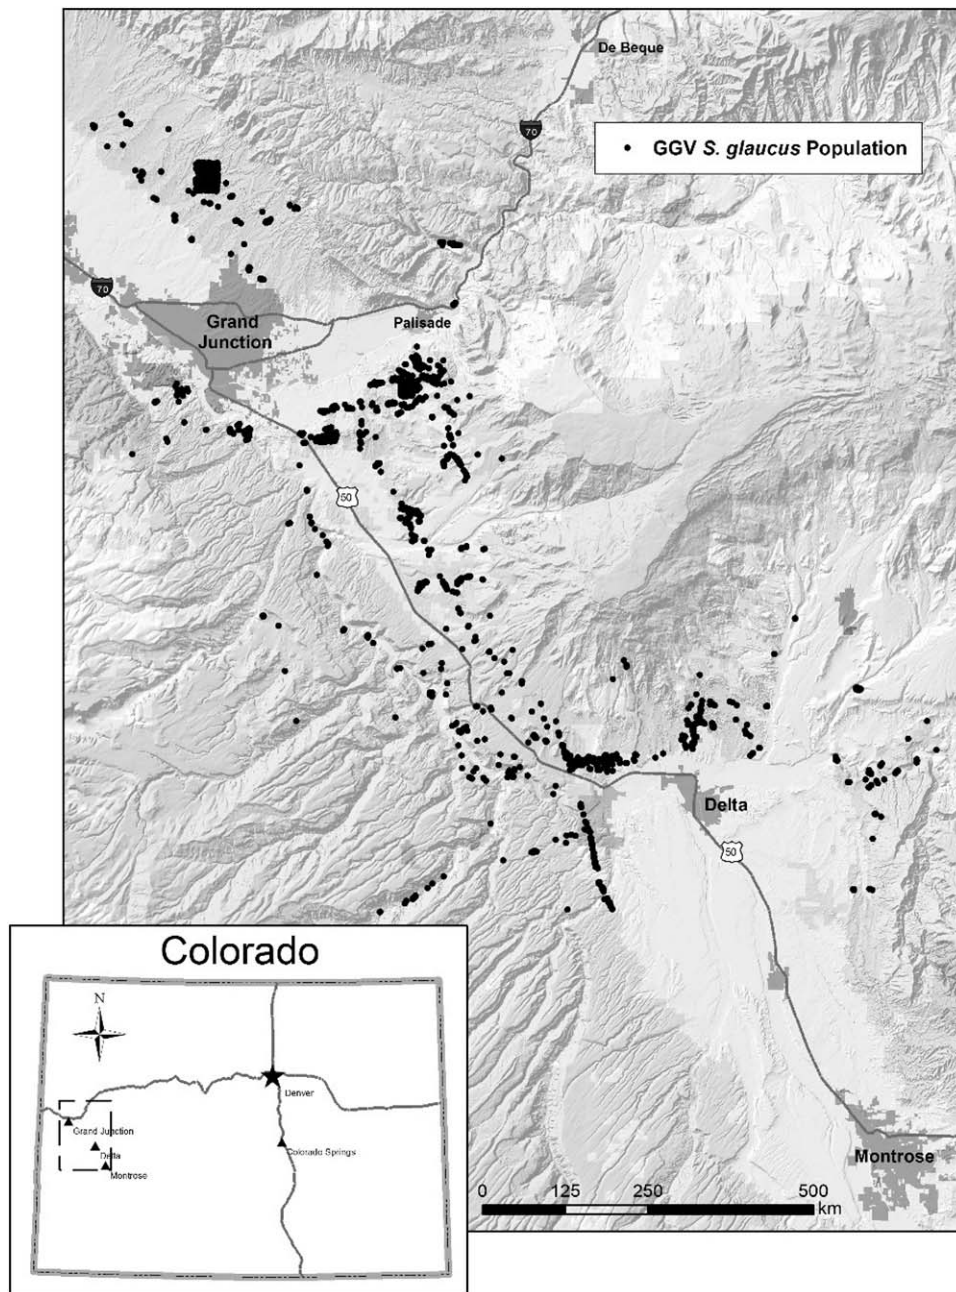 De Beque
70
GGV S. glaucus Population
70
Grand
Junction
Palisade
50
Delta
50
Colorado
N
Denver
Grand Junction
Colorado Springs
Delta
Montrose
Montrose
0 125 250 500
km